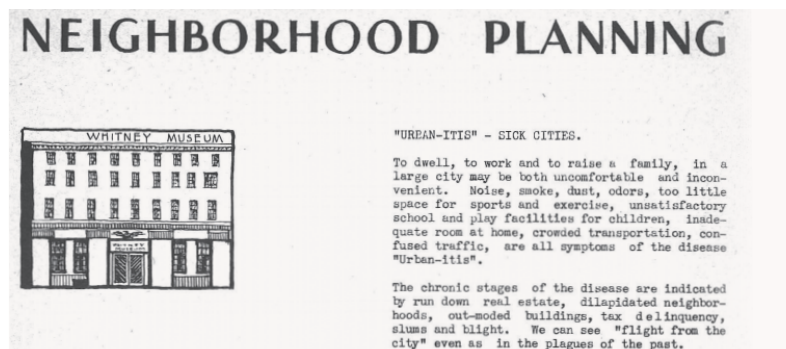 NEIGHBORHOOD PLANNING
WHITNEY MUSEUM
WHITNEY
MUSEUM
"URBAN-ITIS" - SICK CITIES.
To dwell, to work and to raise a family, in a
large city may be both uncomfortable and incon-
venient. Noise, smoke, dust, odors, too little
space for sports and exercise, unsatisfactory
school and play facilities for children, inade-
quate room at home, crowded transportation, con-
fused traffic, are all symptoms of the disease
"Urban-itis".
The chronic stages of the disease are indicated
by run down real estate, dilapidated neighbor-
hoods, out-moded buildings, tax delinquency,
slums and blight. We can see "flight from the
city" even as in the plagues of the past.